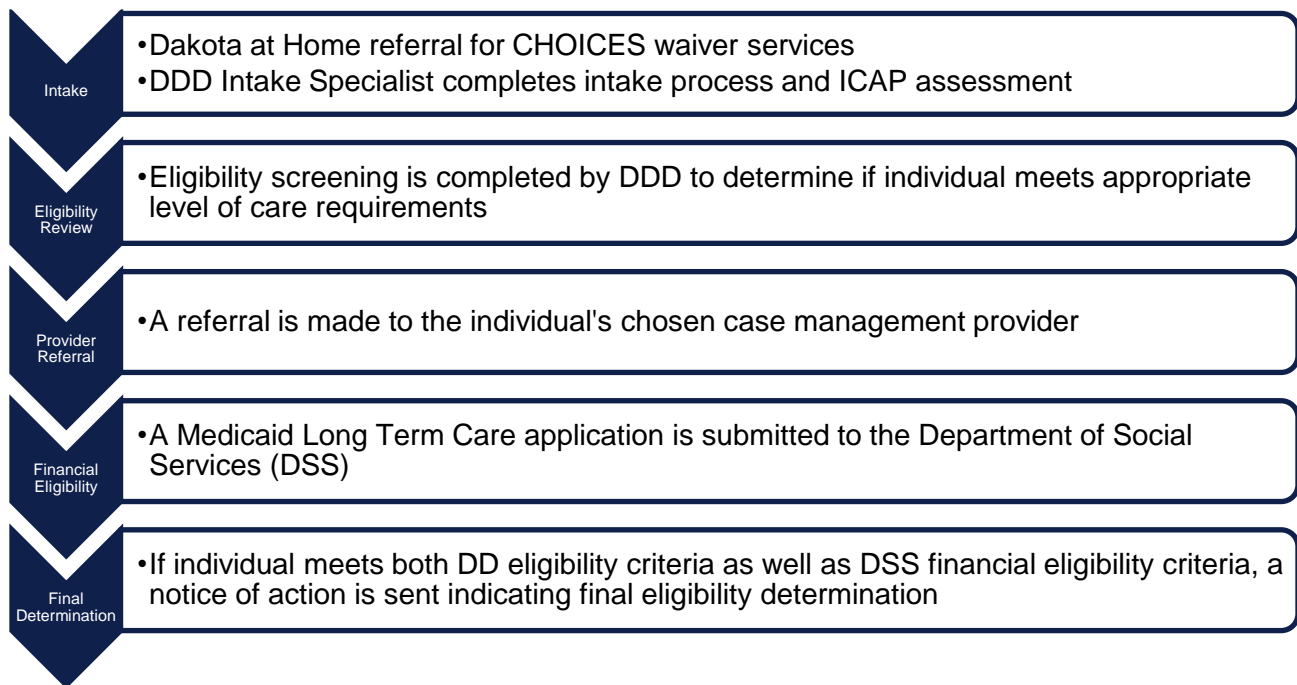 Intake
•Dakota at Home referral for CHOICES waiver services
•DDD Intake Specialist completes intake process and ICAP assessment
Eligibility
Review
•Eligibility screening is completed by DDD to determine if individual meets appropriate
level of care requirements
Provider
Referral
•A referral is made to the individual's chosen case management provider
Financial
Eligibility
•A Medicaid Long Term Care application is submitted to the Department of Social
Services (DSS)
Final
Determination
•If individual meets both DD eligibility criteria as well as DSS financial eligibility criteria, a
notice of action is sent indicating final eligibility determination